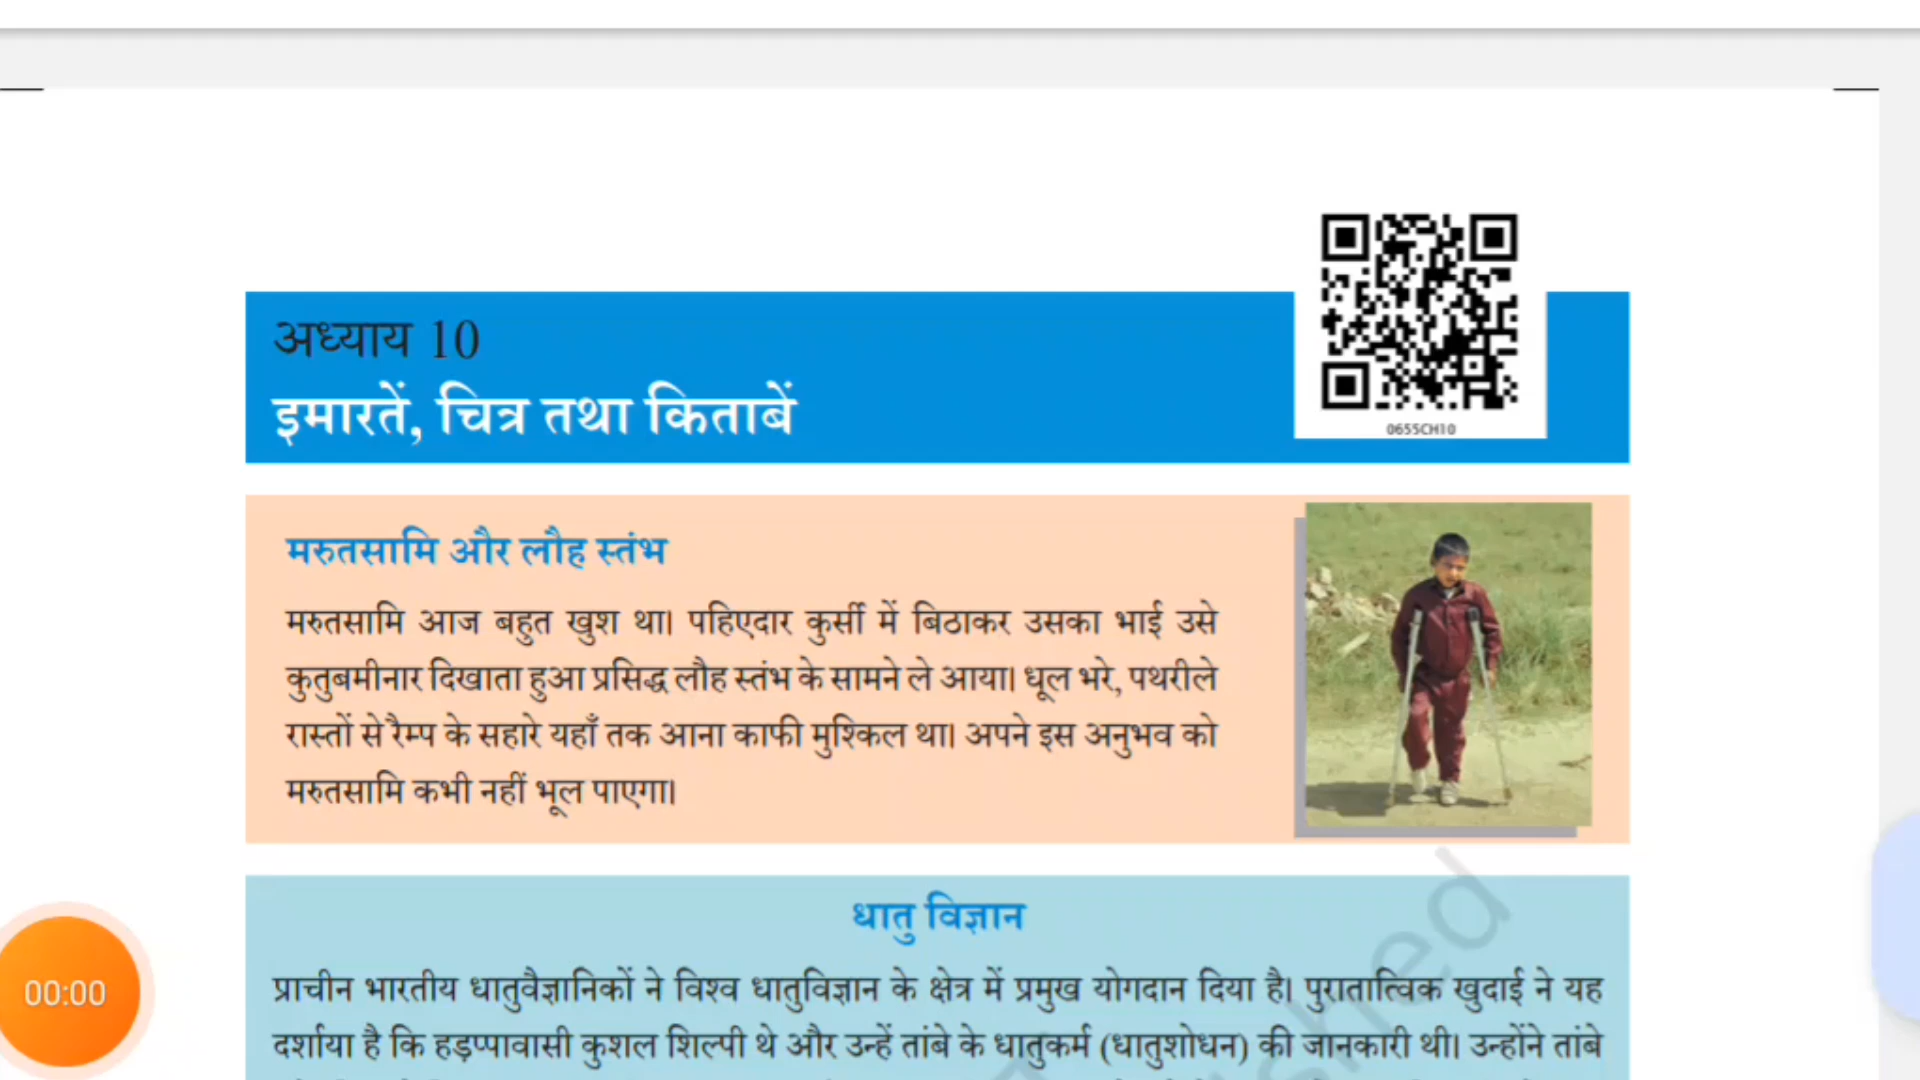 0655CH10
अध्याय 10
इमारतें, चित्र तथा किताबें
मरुतसामि और लौह स्तंभ
मरुतसामि आज बहुत खुश था। पहिएदार कुर्सी में बिठाकर उसका भाई उसे
कुतुबमीनार दिखाता हुआ प्रसिद्ध लौह स्तंभ के सामने ले आया। धूल भरे, पथरीले
रास्तों से रैम्प के सहारे यहाँ तक आना काफी मुश्किल था। अपने इस अनुभव को
मरुतसामि कभी नहीं भूल पाएगा।
धातु विज्ञान
प्राचीन भारतीय धातुवैज्ञानिकों ने विश्व धातुविज्ञान के क्षेत्र में प्रमुख योगदान दिया है। पुरातात्विक खुदाई ने यह
दर्शाया है कि हड़प्पावासी कुशल शिल्पी थे और उन्हें तांबे के धातुकर्म (धातुशोधन) की जानकारी थी। उन्होंने तांबे
00:00